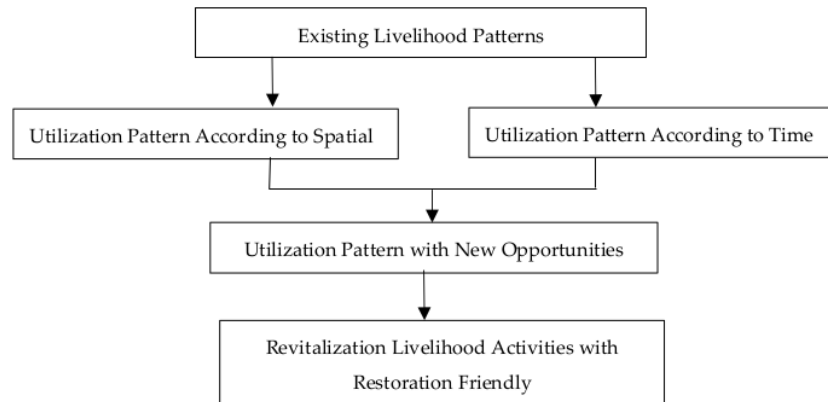 Existing Livelihood Patterns
Utilization Pattern According to Spatial
Utilization Pattern According to Time
Utilization Pattern with New Opportunities
Revitalization Livelihood Activities with
Restoration Friendly